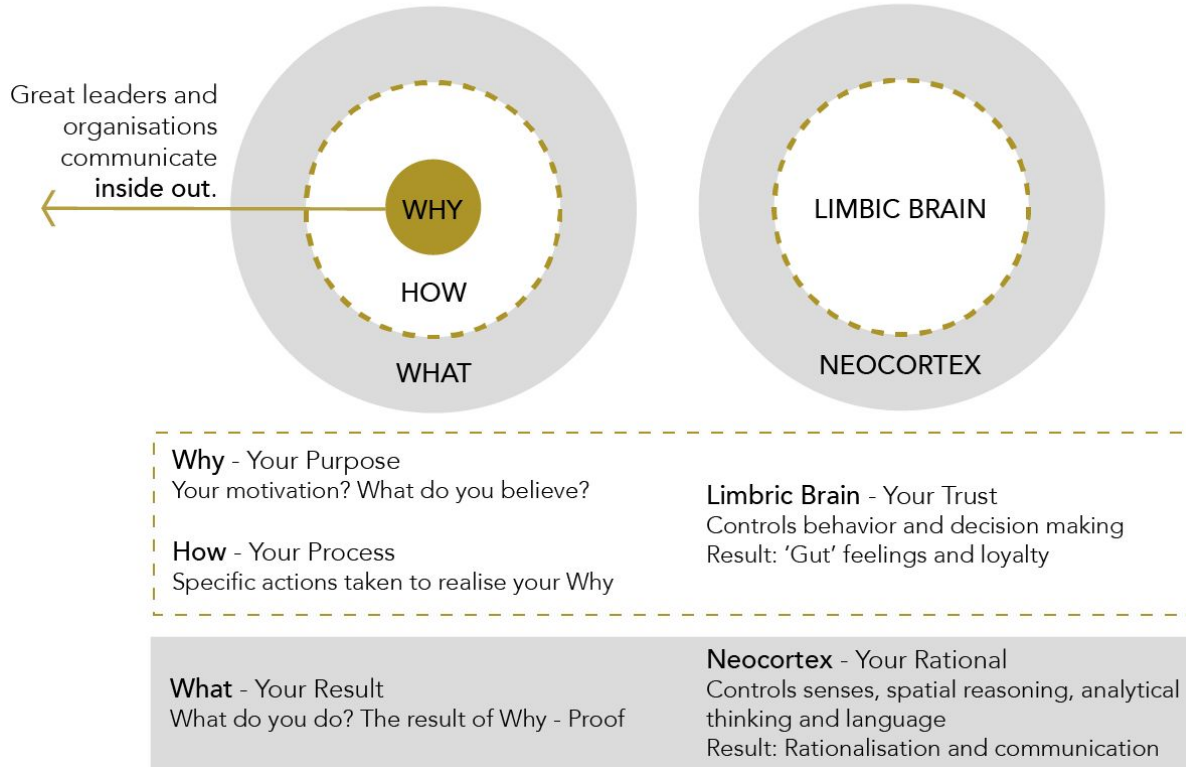 Great leaders and
organisations
communicate
inside out.
WHY
HOW
WHAT
LIMBIC BRAIN
NEOCORTEX
Why - Your Purpose
Your motivation? What do you believe?
How - Your Process
Specific actions taken to realise your Why
Limbric Brain - Your Trust
Controls behavior and decision making
Result: ‘Gut’ feelings and loyalty
What - Your Result
What do you do? The result of Why - Proof
Neocortex - Your Rational
Controls senses, spatial reasoning, analytical
thinking and language
Result: Rationalisation and communication